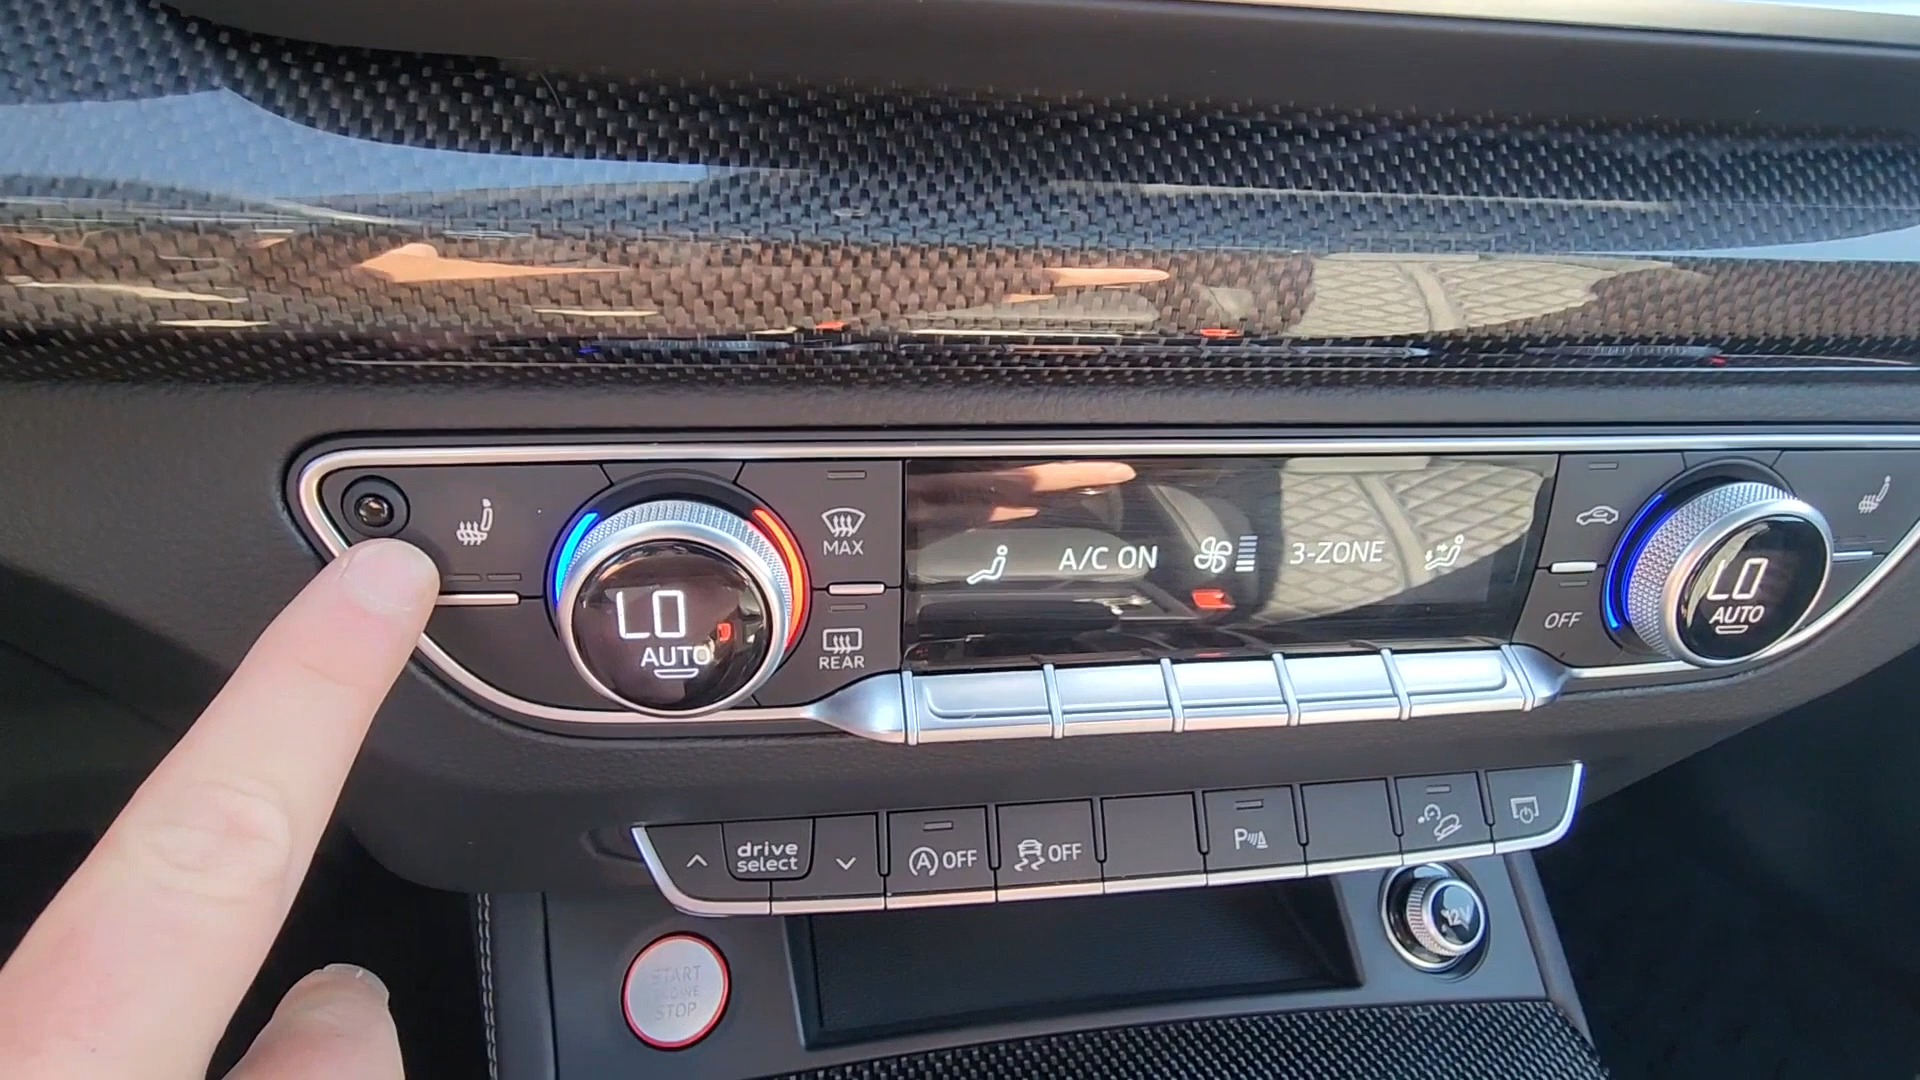 MAX
A/C ON
3-ZONE
LO
AUTO
REAR
OFF
LO
AUTO
drive
select
A OFF
OFF
P
START
STOP
12V